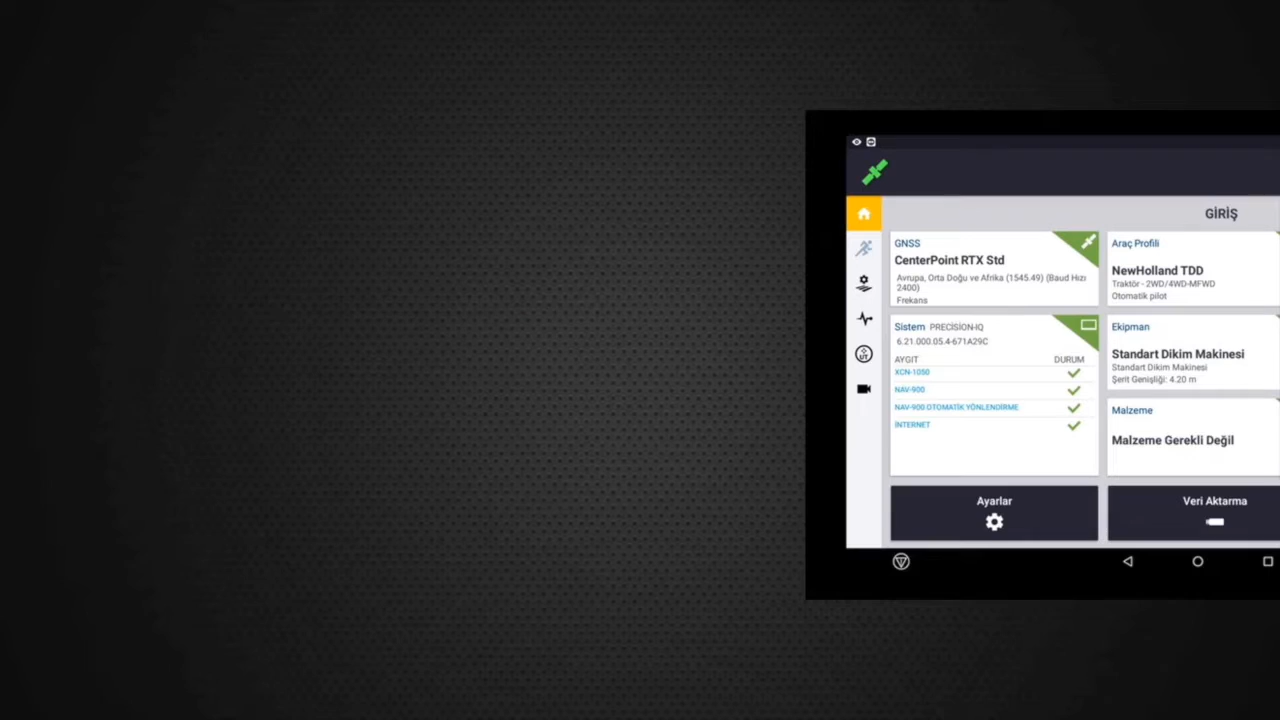 GİRİŞ
GNSS
CenterPoint RTX Std
Avrupa, Orta Doğu ve Afrika (1545.49) (Baud Hızı
2400)
Frekans
Araç Profili
NewHolland TDD
Traktör - 2WD/4WD-MFWD
Otomatik pilot
Sistem PRECİSİON-IQ
6.21.000.05.4-671A29C
AYGIT DURUM
XCN-1050
NAV-900
NAV-900 OTOMATİK YÖNLENDİRME
İNTERNET
Ekipman
Standart Dikim Makinesi
Standart Dikim Makinesi
Şerit Genişliği: 4.20 m
Malzeme
Malzeme Gerekli Değil
Ayarlar
Veri Aktarma